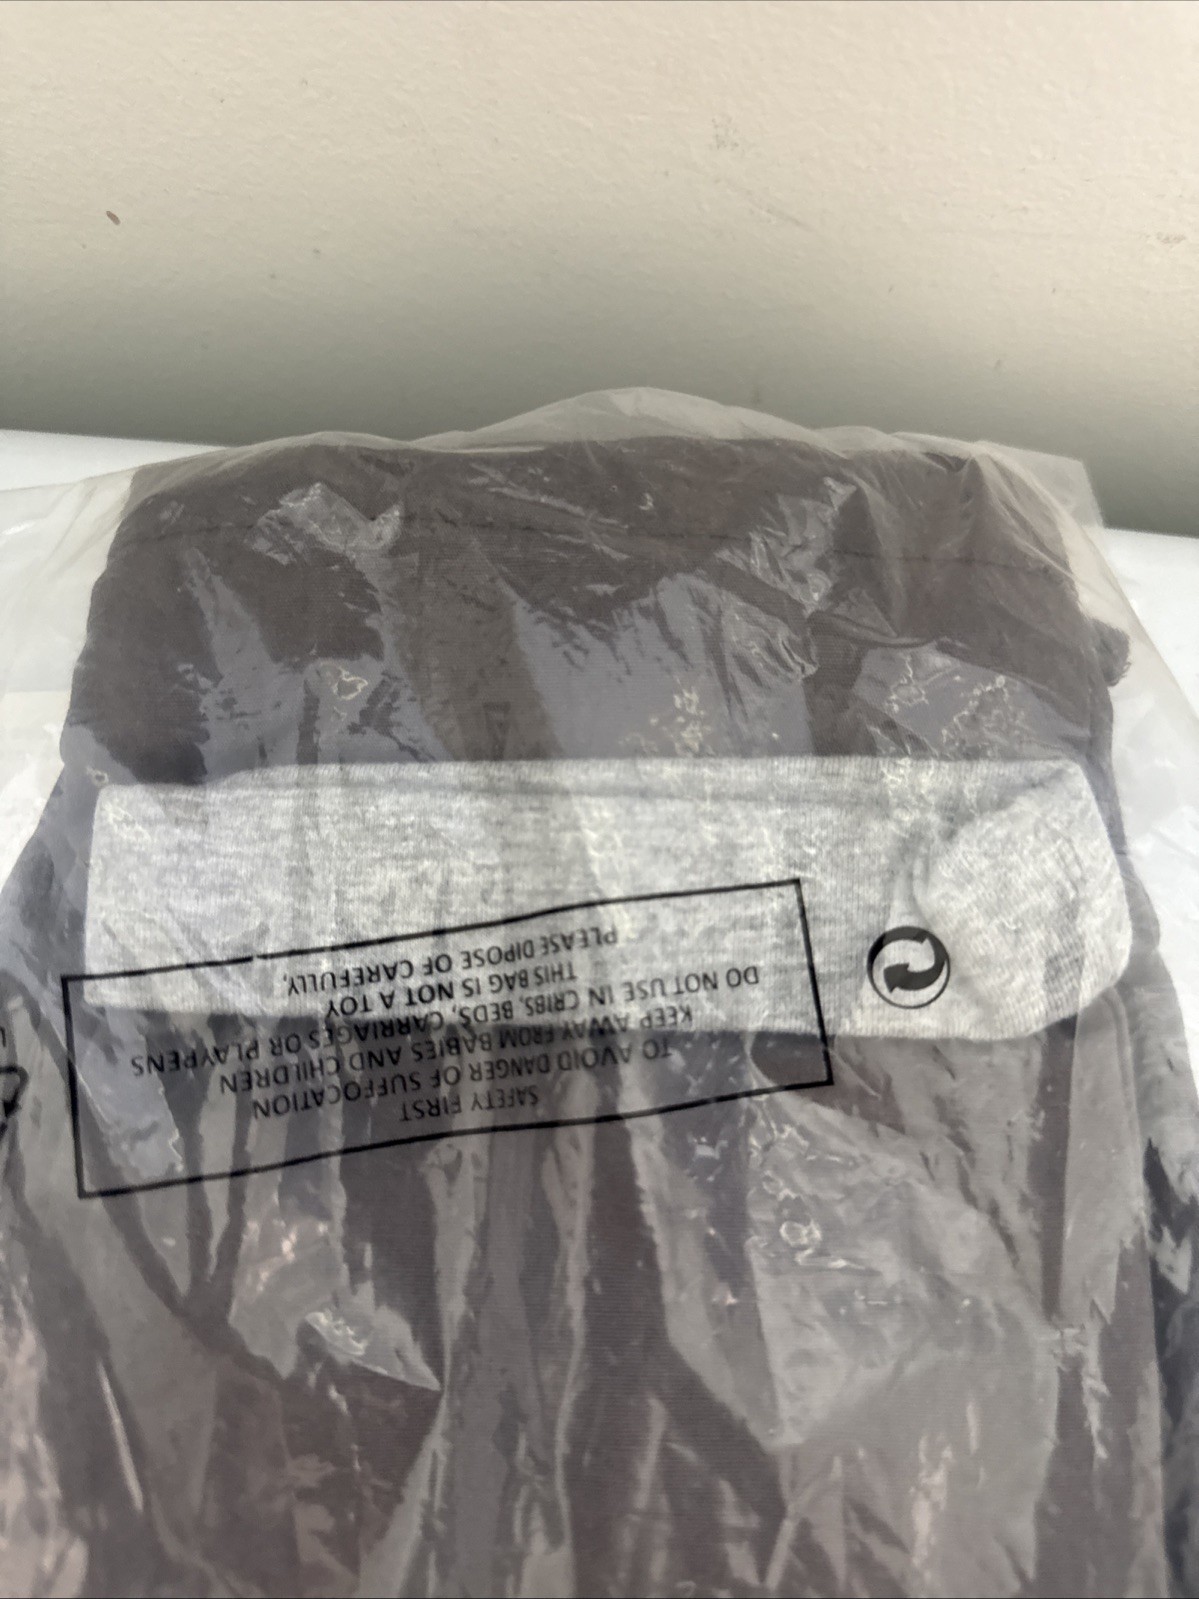 SAFETY FIRST
TO AVOID DANGER OF SUFFOCATION
KEEP AWAY FROM BABIES AND CHILDREN
DO NOT USE IN CRIBS, BEDS, CARRIAGES OR PLAYPENS
THIS BAG IS NOT A TOY
PLEASE DIPOSE OF CAREFULLY,